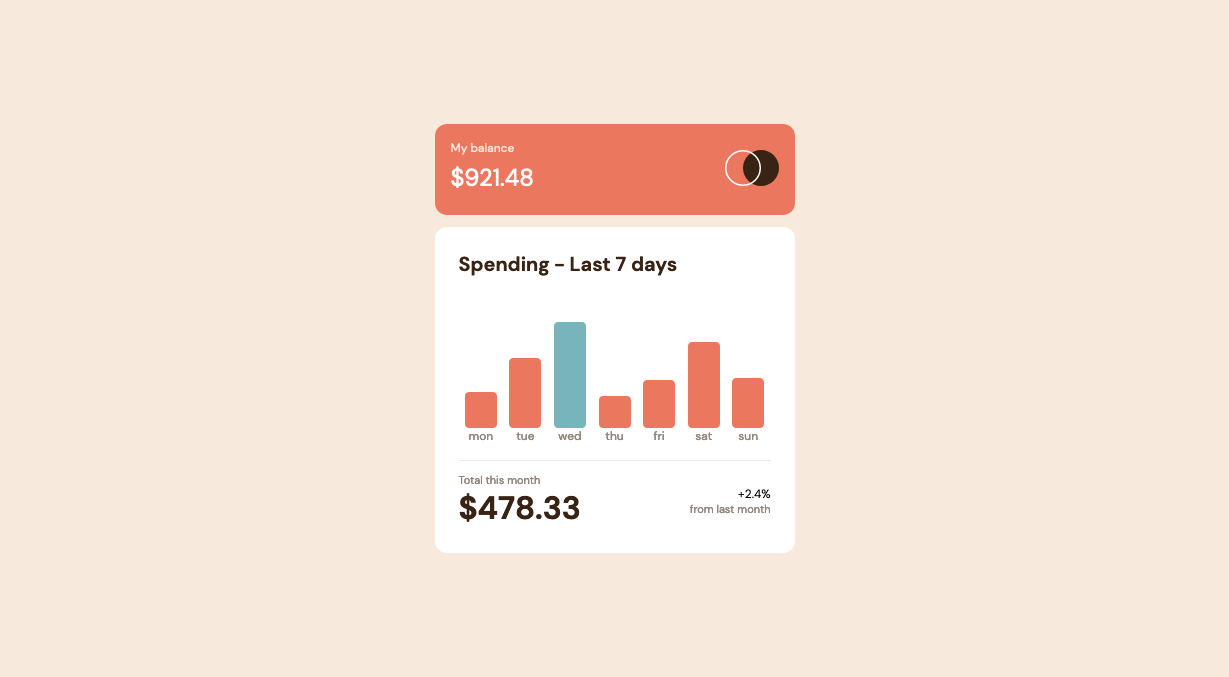 My balance
$921.48
Spending - Last 7 days
mon tue wed thu fri sat sun
Total this month
$478.33
+2.4%
from last month